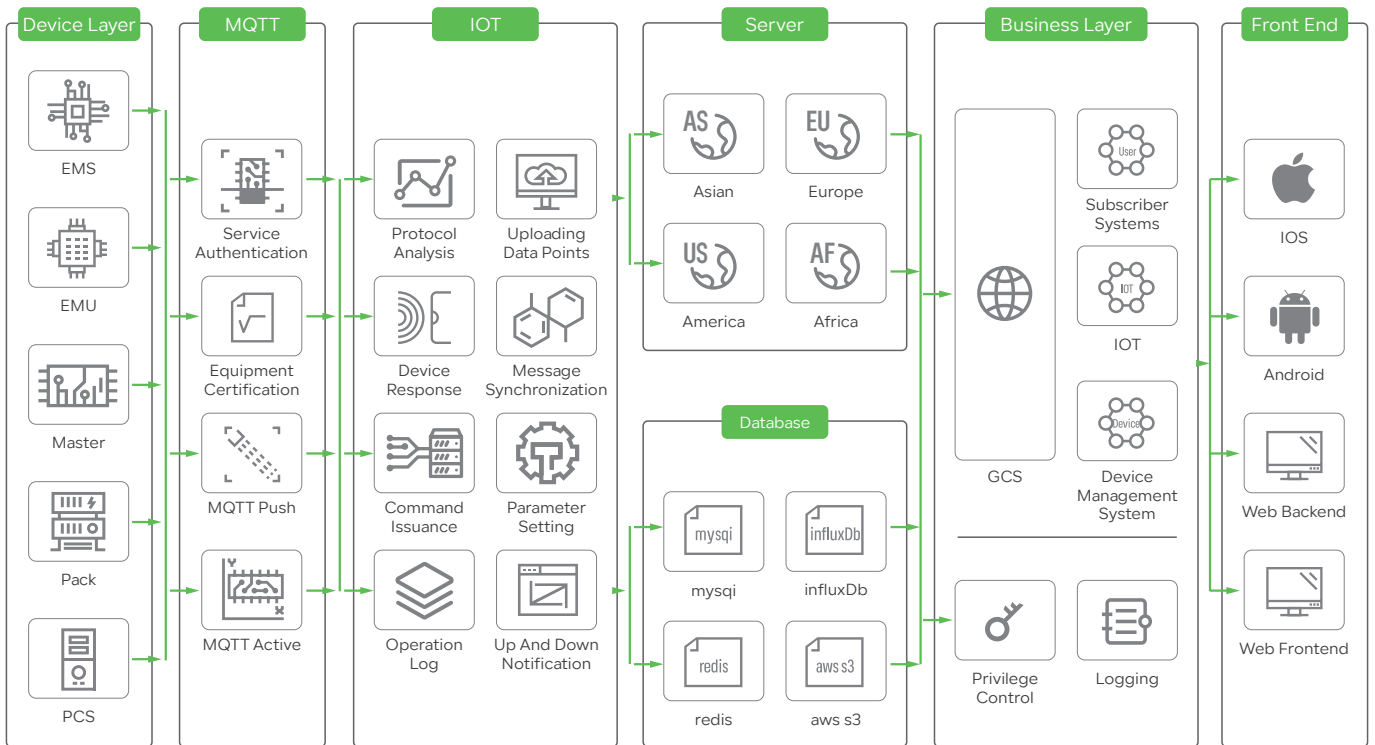 Device Layer
EMS
EMU
Master
Pack
PCS
MQTT
Service
Authentication
Equipment
Certification
MQTT Push
Y
X
MQTT Active
IOT
Protocol
Analysis
Uploading
Data Points
Device
Response
Message
Synchronization
Command
Issuance
T
Parameter
Setting
Operation
Log
Up And Down
Notification
Server
AS
Asian
EU
Europe
US
America
AF
Africa
Database
mysqi
mysqi
influxDb
influxDb
redis
redis
aws s3
aws s3
Business Layer
GCS
User
Subscriber
Systems
IOT
IOT
Device
Device
Management
System
Privilege
Control
Logging
Front End
IOS
Android
Web Backend
Web Frontend